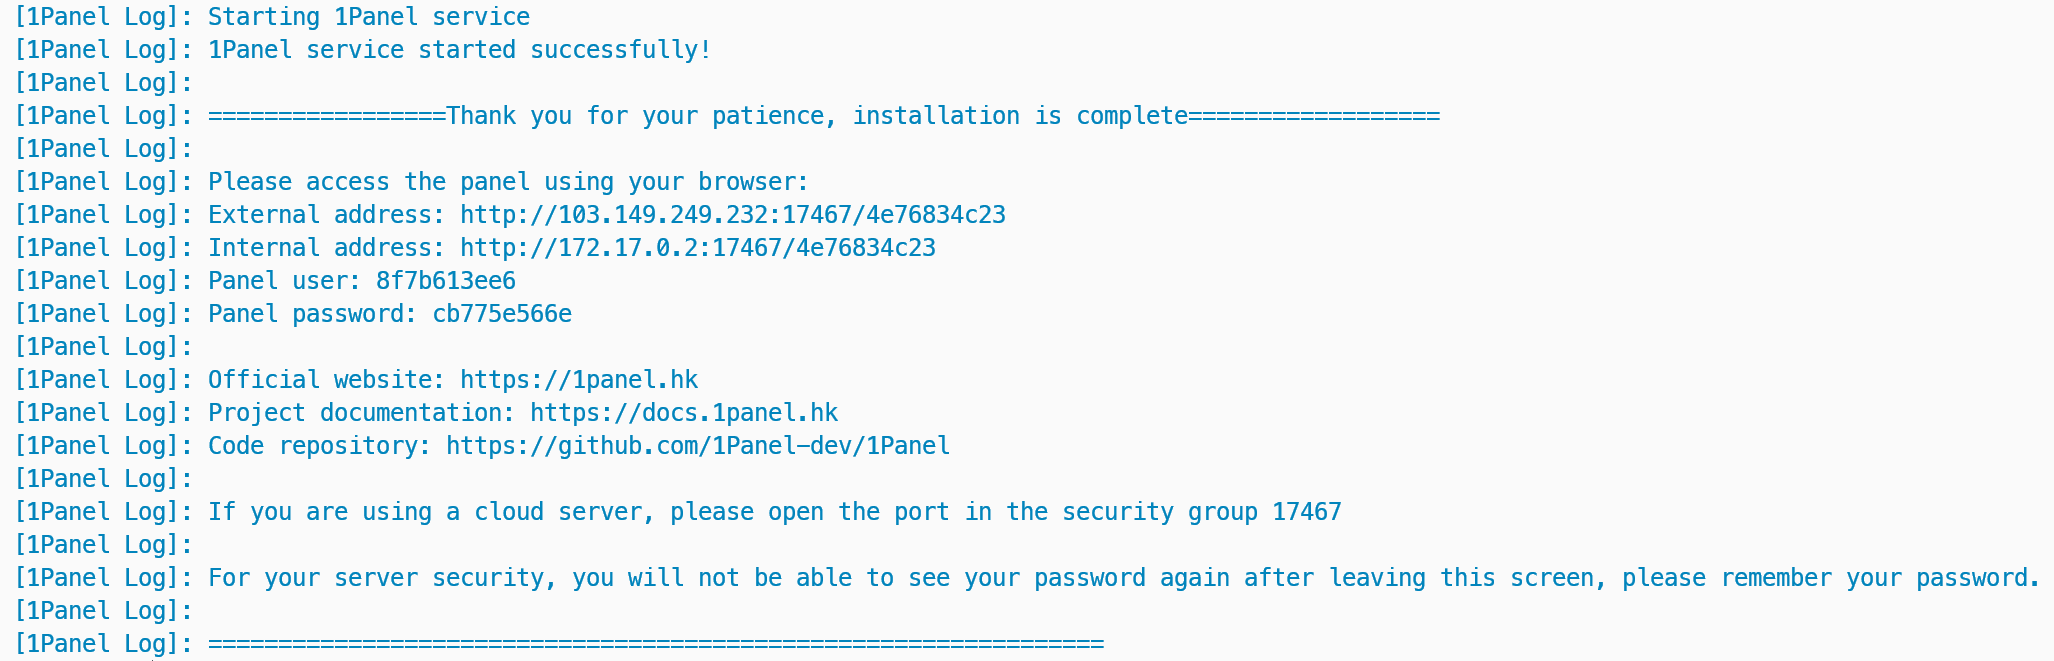 [1Panel Log]: Starting 1Panel service
[1Panel Log]: 1Panel service started successfully!
[1Panel Log]:
[1Panel Log]: =================Thank you for your patience, installation is complete==================
[1Panel Log]:
[1Panel Log]: Please access the panel using your browser:
[1Panel Log]: External address: http://103.149.249.232:17467/4e76834c23
[1Panel Log]: Internal address: http://172.17.0.2:17467/4e76834c23
[1Panel Log]: Panel user: 8f7b613ee6
[1Panel Log]: Panel password: cb775e566e
[1Panel Log]:
[1Panel Log]: Official website: https://1panel.hk
[1Panel Log]: Project documentation: https://docs.1panel.hk
[1Panel Log]: Code repository: https://github.com/1Panel-dev/1Panel
[1Panel Log]:
[1Panel Log]: If you are using a cloud server, please open the port in the security group 17467
[1Panel Log]:
[1Panel Log]: For your server security, you will not be able to see your password again after leaving this screen, please remember your password.
[1Panel Log]:
[1Panel Log]: ================================================================